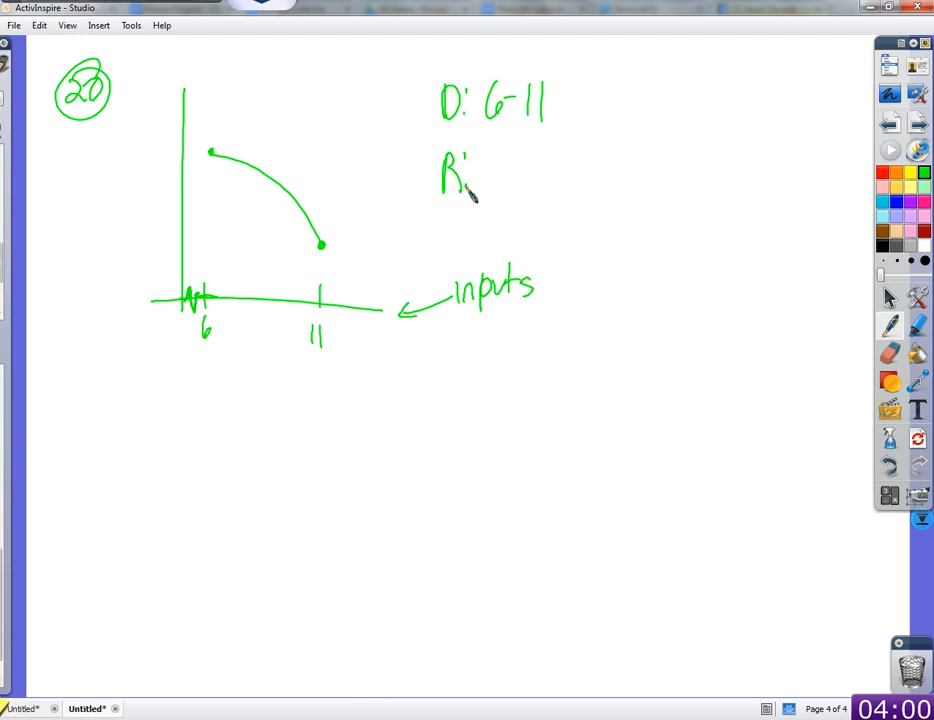 ActivInspire - Studio
File Edit View Insert Tools Help
20
D: 6-11
R:
inputs
6
11
Untitled*
Untitled*
Page 4 of 4
04:00